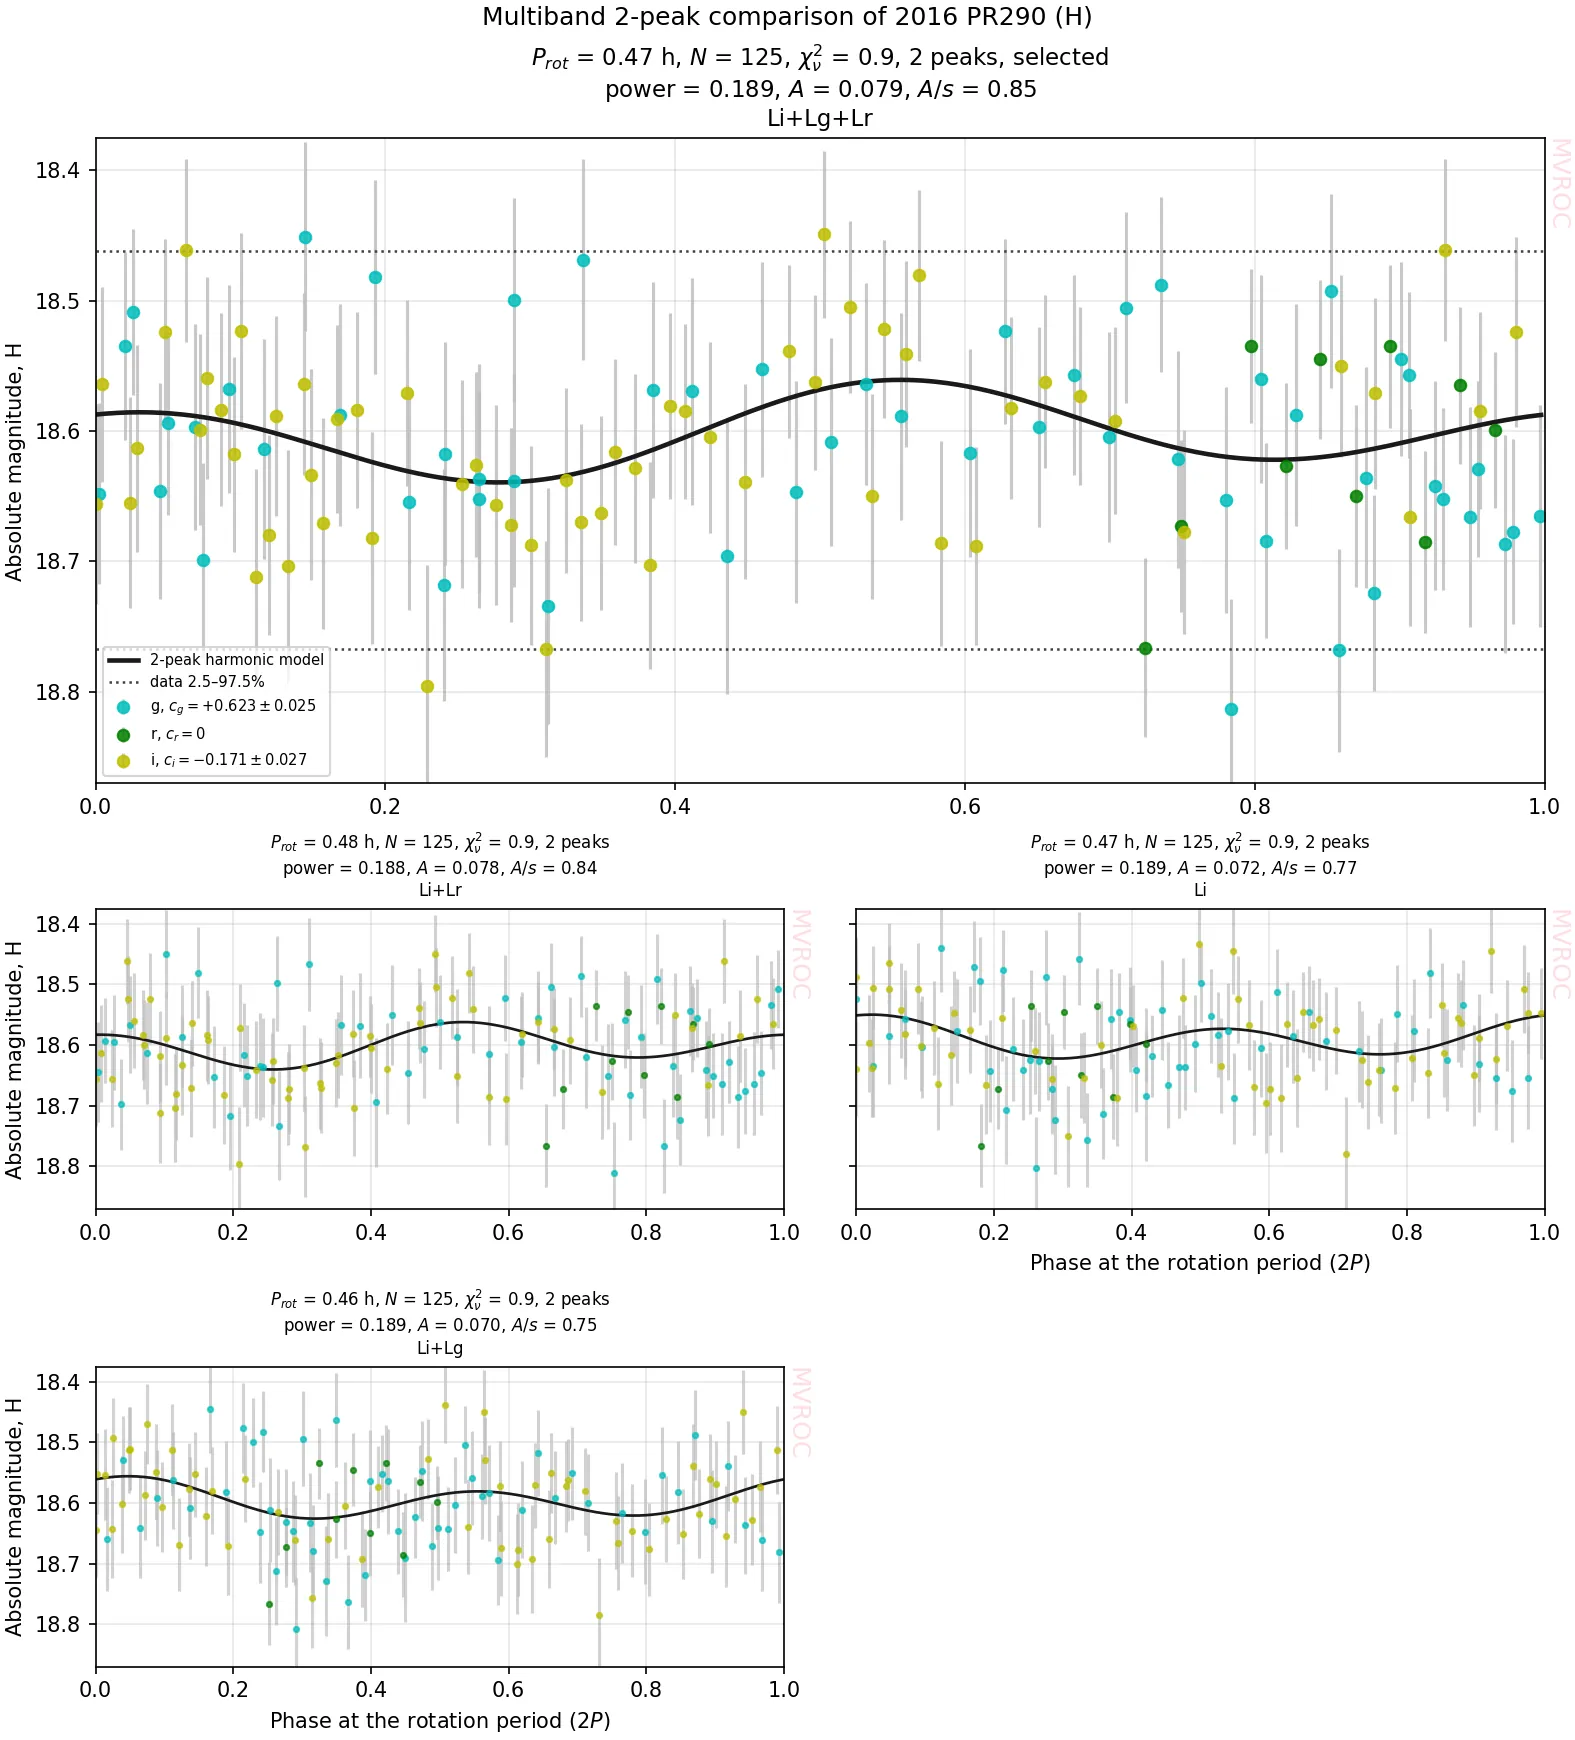 Multiband 2-peak comparison of 2016 PR290 (H)
P_rot = 0.47 h, N = 125, χ²_ν = 0.9, 2 peaks, selected
power = 0.189, A = 0.079, A/s = 0.85
Li+Lg+Lr
MVROC
Absolute magnitude, H
18.4
18.5
18.6
18.7
18.8
2-peak harmonic model
data 2.5–97.5%
g, c_g = +0.623 ± 0.025
r, c_r = 0
i, c_i = −0.171 ± 0.027
0.0 0.2 0.4 0.6 0.8 1.0
P_rot = 0.48 h, N = 125, χ²_ν = 0.9, 2 peaks
power = 0.188, A = 0.078, A/s = 0.84
Li+Lr
MVROC
Absolute magnitude, H
18.4
18.5
18.6
18.7
18.8
0.0 0.2 0.4 0.6 0.8 1.0
P_rot = 0.47 h, N = 125, χ²_ν = 0.9, 2 peaks
power = 0.189, A = 0.072, A/s = 0.77
Li
MVROC
0.0 0.2 0.4 0.6 0.8 1.0
Phase at the rotation period (2P)
P_rot = 0.46 h, N = 125, χ²_ν = 0.9, 2 peaks
power = 0.189, A = 0.070, A/s = 0.75
Li+Lg
MVROC
Absolute magnitude, H
18.4
18.5
18.6
18.7
18.8
0.0 0.2 0.4 0.6 0.8 1.0
Phase at the rotation period (2P)